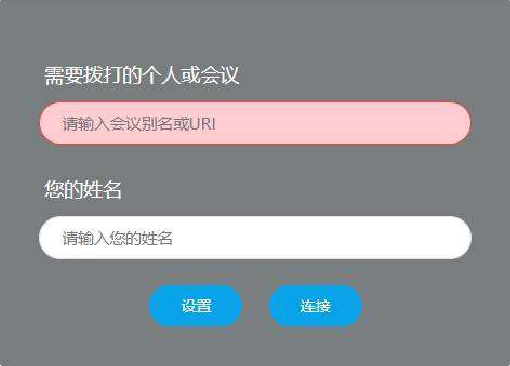 需要拨打的个人或会议
请输入会议别名或URI
您的姓名
请输入您的姓名
设置
连接